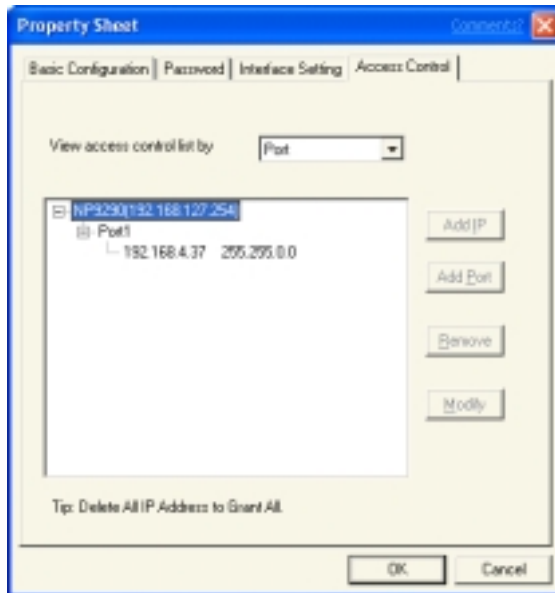 Property Sheet Comments?
Basic Configuration Password Interface Setting Access Control
View access control list by Port
NP9290[192.168.127.254]
Port1
192.168.4.37 255.255.0.0
Add IP
Add Port
Remove
Modify
Tip: Delete All IP Address to Grant All.
OK Cancel